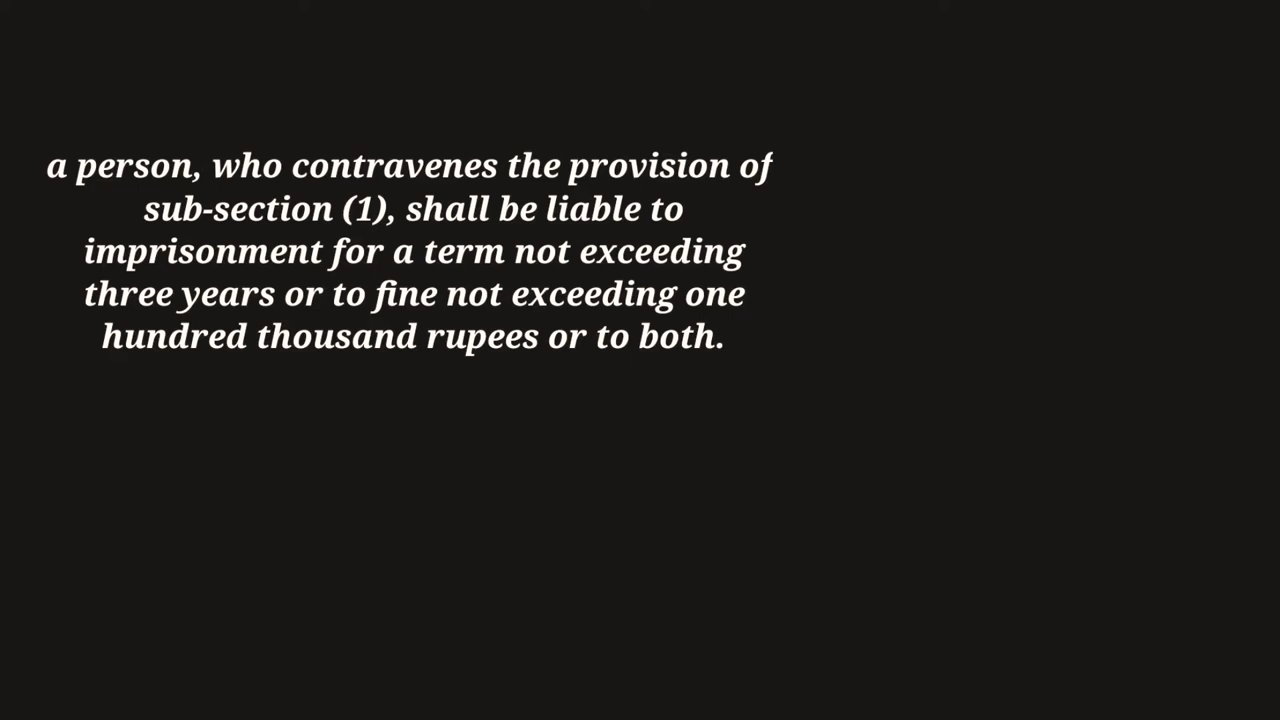 a person, who contravenes the provision of
sub-section (1), shall be liable to
imprisonment for a term not exceeding
three years or to fine not exceeding one
hundred thousand rupees or to both.